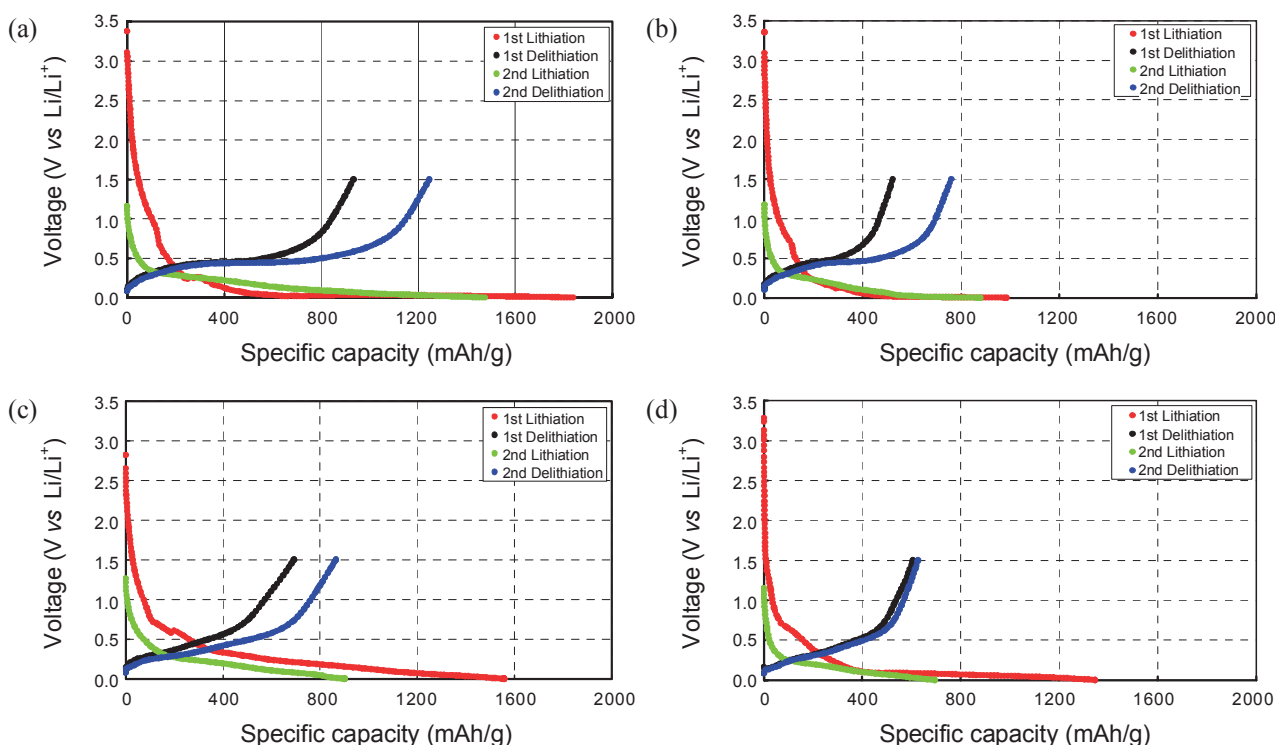 (a)
Voltage (V vs Li/Li⁺)
3.5
3.0
2.5
2.0
1.5
1.0
0.5
0.0
1st Lithiation
1st Delithiation
2nd Lithiation
2nd Delithiation
0 400 800 1200 1600 2000
Specific capacity (mAh/g)
(b)
Voltage (V vs Li/Li⁺)
3.5
3.0
2.5
2.0
1.5
1.0
0.5
0.0
1st Lithiation
1st Delithiation
2nd Lithiation
2nd Delithiation
0 400 800 1200 1600 2000
Specific capacity (mAh/g)
(c)
Voltage (V vs Li/Li⁺)
3.5
3.0
2.5
2.0
1.5
1.0
0.5
0.0
1st Lithiation
1st Delithiation
2nd Lithiation
2nd Delithiation
0 400 800 1200 1600 2000
Specific capacity (mAh/g)
(d)
Voltage (V vs Li/Li⁺)
3.5
3.0
2.5
2.0
1.5
1.0
0.5
0.0
1st Lithiation
1st Delithiation
2nd Lithiation
2nd Delithiation
0 400 800 1200 1600 2000
Specific capacity (mAh/g)